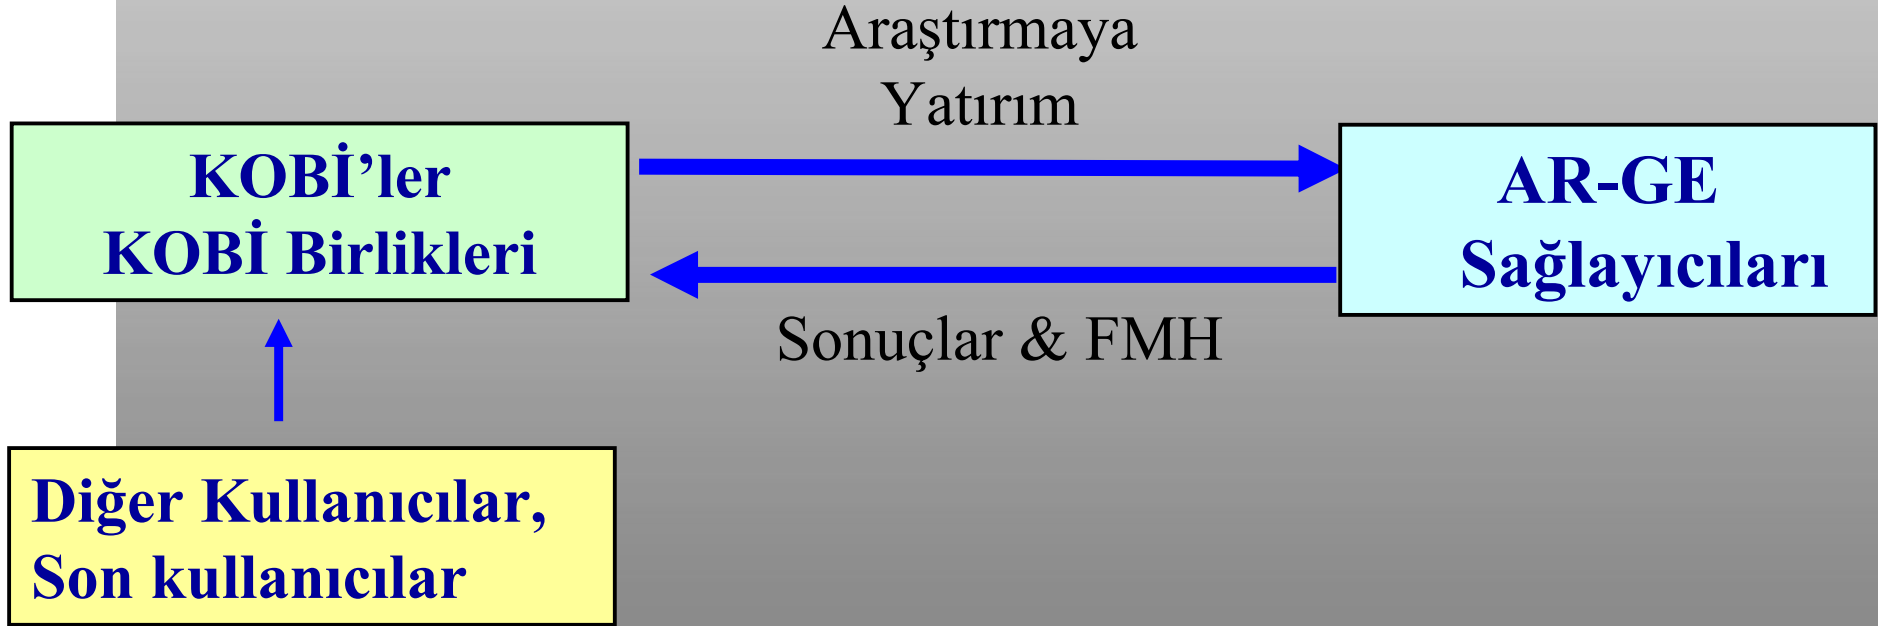 Araştırmaya
Yatırım
KOBİ’ler
KOBİ Birlikleri
AR-GE
Sağlayıcıları
Sonuçlar & FMH
Diğer Kullanıcılar,
Son kullanıcılar